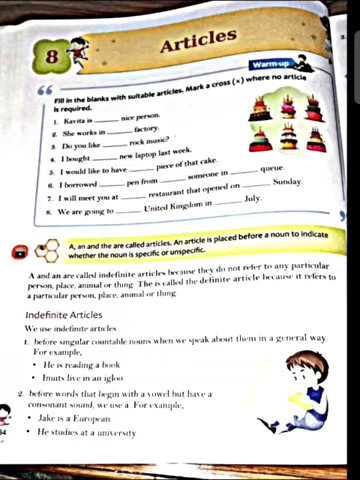 8
Articles
Warm-up
Fill in the blanks with suitable articles. Mark a cross (×) where no article
is required.
1. Kavita is ______ nice person.
2. She works in ______ factory.
3. Do you like ______ rock music?
4. I bought ______ new laptop last week.
5. I would like to have ______ piece of that cake.
6. I borrowed ______ pen from ______ someone in ______ queue.
7. I will meet you at ______ restaurant that opened on ______ Sunday.
8. We are going to ______ United Kingdom in ______ July.
A, an and the are called articles. An article is placed before a noun to indicate
whether the noun is specific or unspecific.
A and an are called indefinite articles because they do not refer to any particular
person, place, animal or thing. The is called the definite article because it refers to
a particular person, place, animal or thing.
Indefinite Articles
We use indefinite articles
1. before singular countable nouns when we speak about them in a general way.
For example,
• He is reading a book
• Inuits live in an igloo
2. before words that begin with a vowel but have a
consonant sound, we use a. For example,
• Jake is a European
• He studies at a university
84